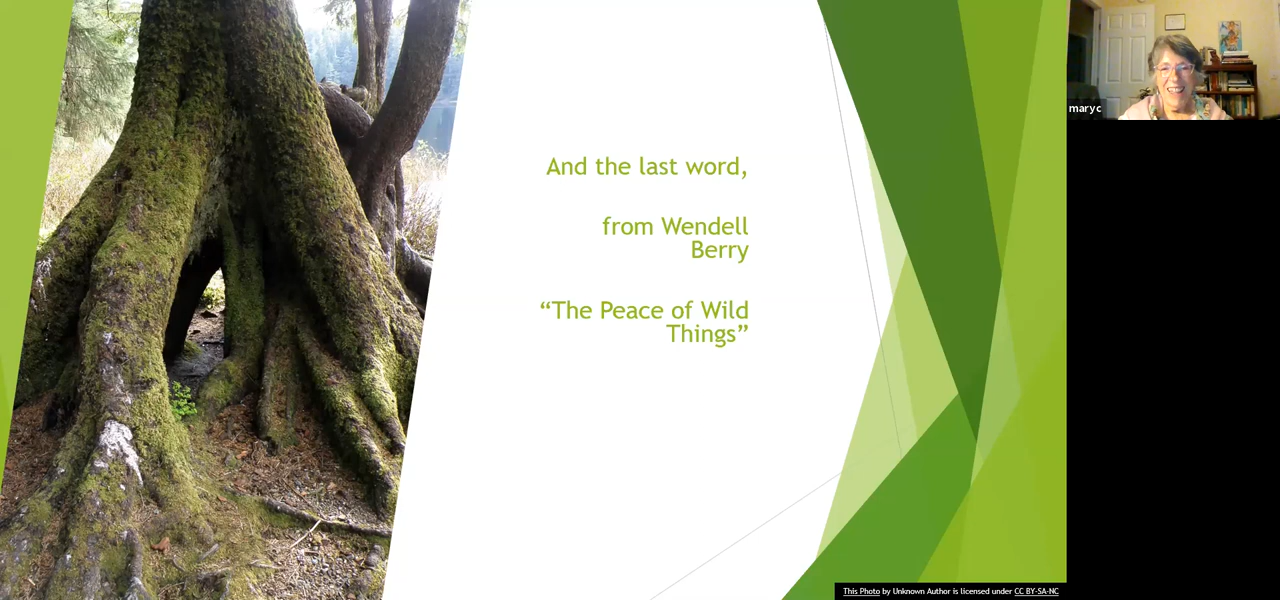 And the last word,
from Wendell
Berry
“The Peace of Wild
Things”
maryc
This Photo by Unknown Author is licensed under CC BY-SA-NC